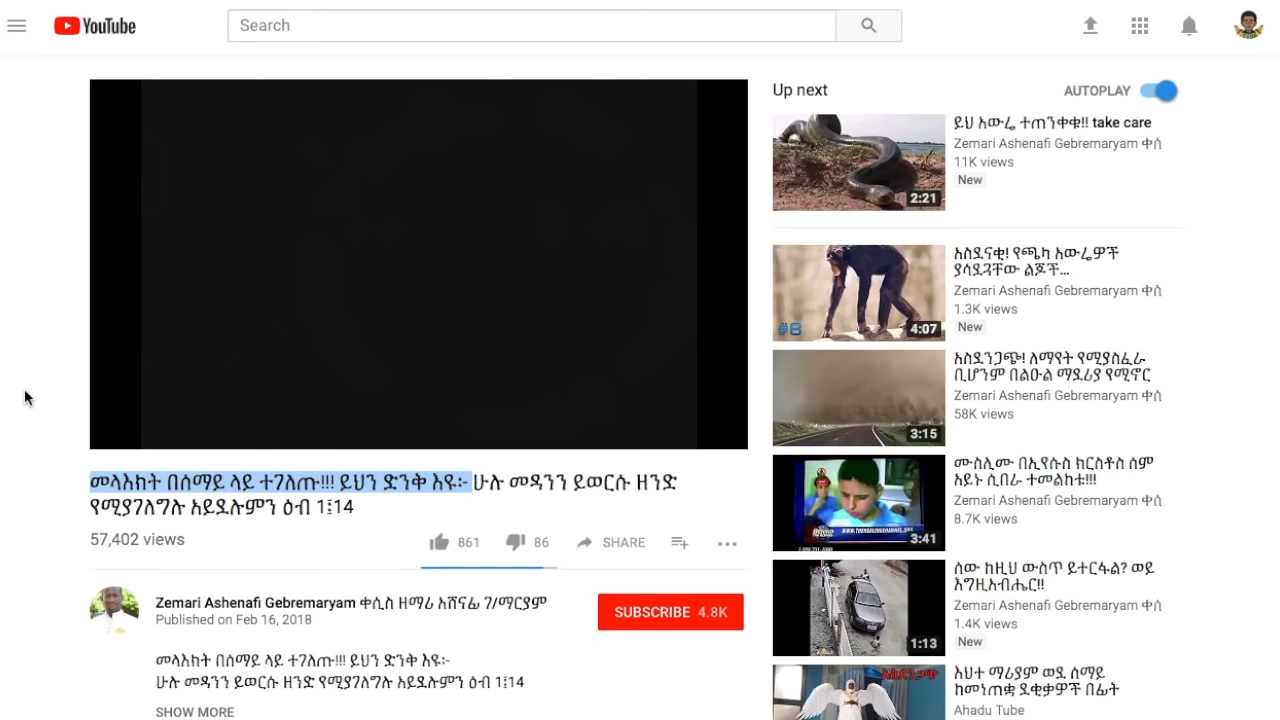 YouTube
Search
Up next
AUTOPLAY
ይህ አውሬ ተጠንቀቁ!! take care
Zemari Ashenafi Gebremaryam ቀሰ
11K views
New
2:21
አስደናቂ! የጫካ አውሬዎች
ያሳደጓቸው ልጆች...
Zemari Ashenafi Gebremaryam ቀሰ
1.3K views
New
#8
4:07
አስደንጋጭ! ለማየት የሚያስፈራ
ቢሆንም በልዑል ማደሪያ የሚኖር
Zemari Ashenafi Gebremaryam ቀሰ
58K views
3:15
ሙስሊሙ በኢየሱስ ክርስቶስ ስም
አይኑ ሲበራ ተመልከቱ!!!
Zemari Ashenafi Gebremaryam ቀሰ
8.7K views
3:41
ሰው ከዚህ ውስጥ ይተርፋል? ወይ
እግዚአብሔር!!
Zemari Ashenafi Gebremaryam ቀሰ
1.4K views
New
1:13
እህተ ማሪያም ወደ ሰማይ
ከመነጠቋ ደቂቃዎች በፊት
Ahadu Tube
አስደንጋጭ
መላእክት በሰማይ ላይ ተገለጡ!!! ይህን ድንቅ እዩ፦ ሁሉ መዳንን ይወርሱ ዘንድ
የሚያገለግሉ አይደሉምን ዕብ 1፤14
57,402 views
861
86
SHARE
Zemari Ashenafi Gebremaryam ቀሲስ ዘማሪ አሸናፊ ገ/ማርያም
Published on Feb 16, 2018
SUBSCRIBE 4.8K
መላእክት በሰማይ ላይ ተገለጡ!!! ይህን ድንቅ እዩ፦
ሁሉ መዳንን ይወርሱ ዘንድ የሚያገለግሉ አይደሉምን ዕብ 1፤14
SHOW MORE